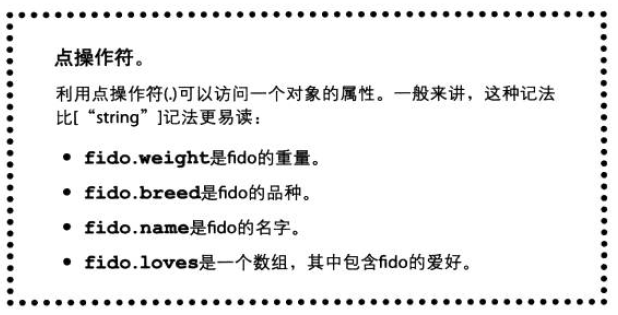 点操作符。
利用点操作符(.)可以访问一个对象的属性。一般来讲，这种记法
比[“string”]记法更易读：
• fido.weight是fido的重量。
• fido.breed是fido的品种。
• fido.name是fido的名字。
• fido.loves是一个数组，其中包含fido的爱好。